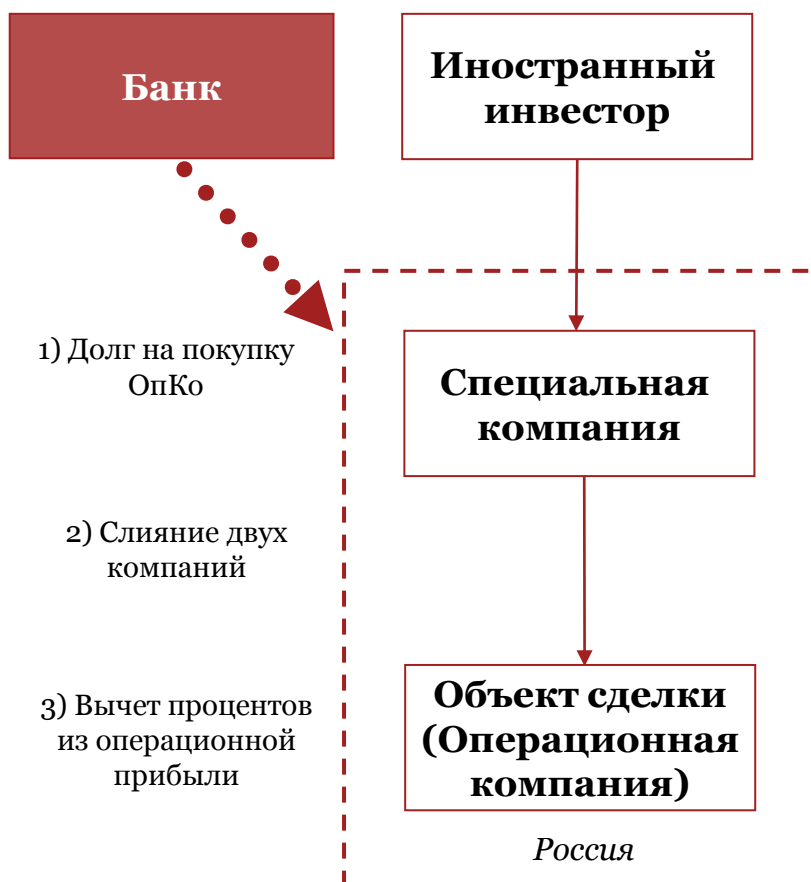 Банк
Иностранный
инвестор
1) Долг на покупку
ОпКо
Специальная
компания
2) Слияние двух
компаний
3) Вычет процентов
из операционной
прибыли
Объект сделки
(Операционная
компания)
Россия